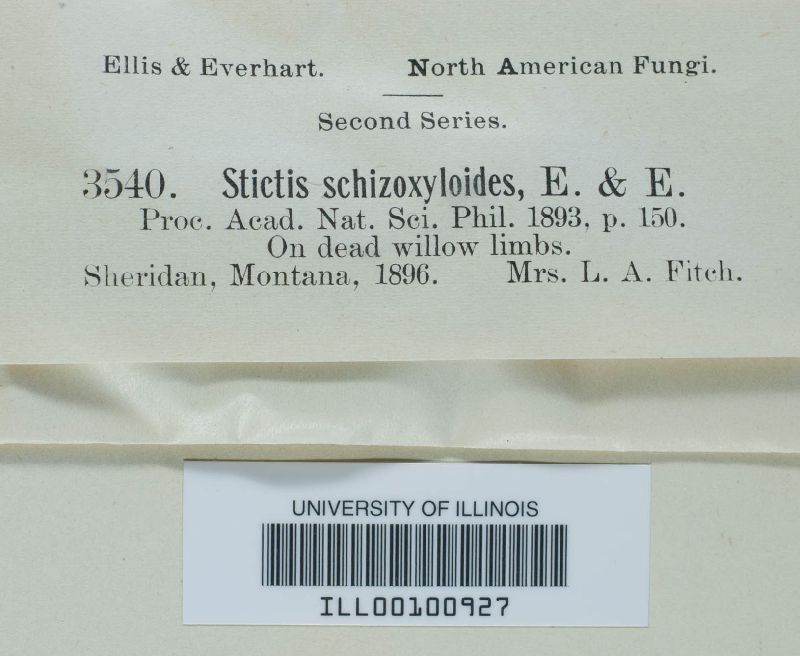 Ellis & Everhart. North American Fungi.
Second Series.
3540. Stictis schizoxyloides, E. & E.
Proc. Acad. Nat. Sci. Phil. 1893, p. 150.
On dead willow limbs.
Sheridan, Montana, 1896. Mrs. L. A. Fitch.
UNIVERSITY OF ILLINOIS
ILL00100927